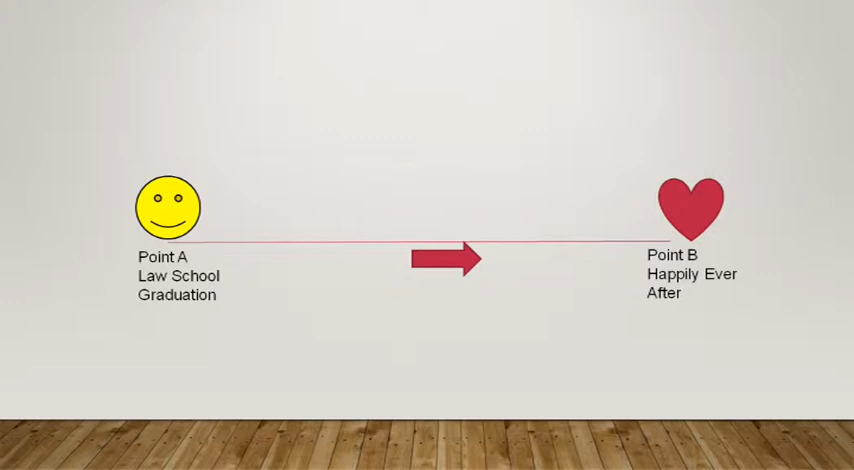 Point A
Law School
Graduation
Point B
Happily Ever
After